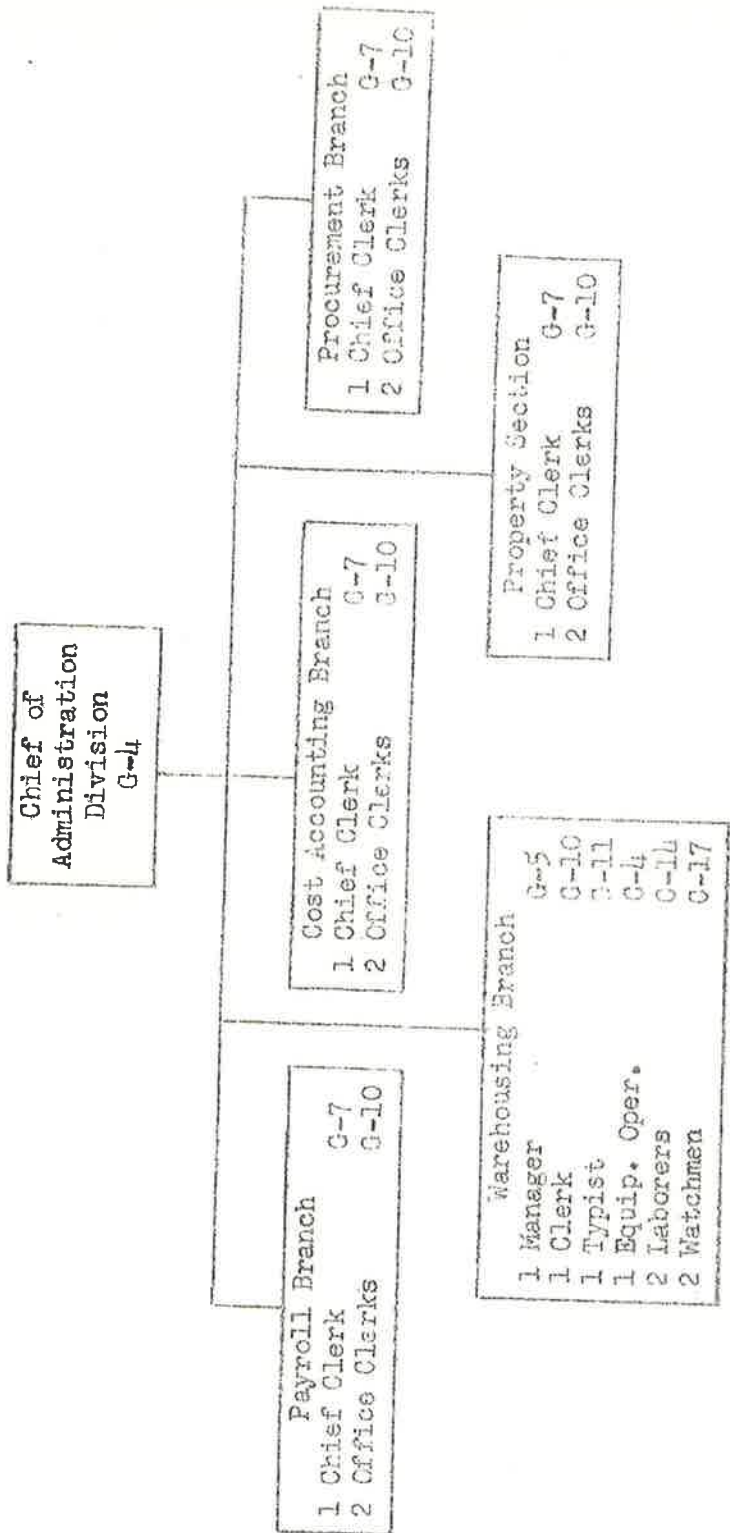 Chief of
Administration
Division
G-4
Payroll Branch
1 Chief Clerk G-7
2 Office Clerks G-10
Cost Accounting Branch
1 Chief Clerk G-7
2 Office Clerks G-10
Procurement Branch
1 Chief Clerk G-7
2 Office Clerks G-10
Warehousing Branch
1 Manager G-5
1 Clerk G-10
1 Typist G-11
1 Equip. Oper. G-4
2 Laborers G-14
2 Watchmen G-17
Property Section
1 Chief Clerk G-7
2 Office Clerks G-10